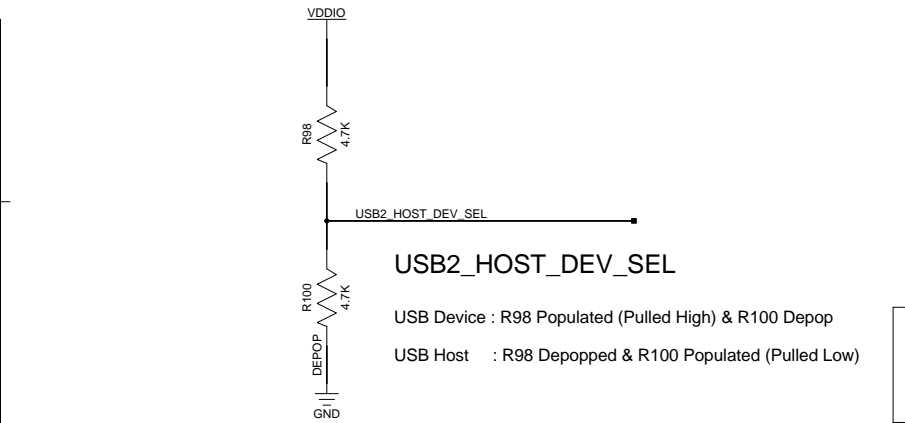 VDDIO
R98
4.7K
USB2_HOST_DEV_SEL
USB2_HOST_DEV_SEL
R100
4.7K
USB Device : R98 Populated (Pulled High) & R100 Depop
DEPOP
USB Host : R98 Depopped & R100 Populated (Pulled Low)
GND